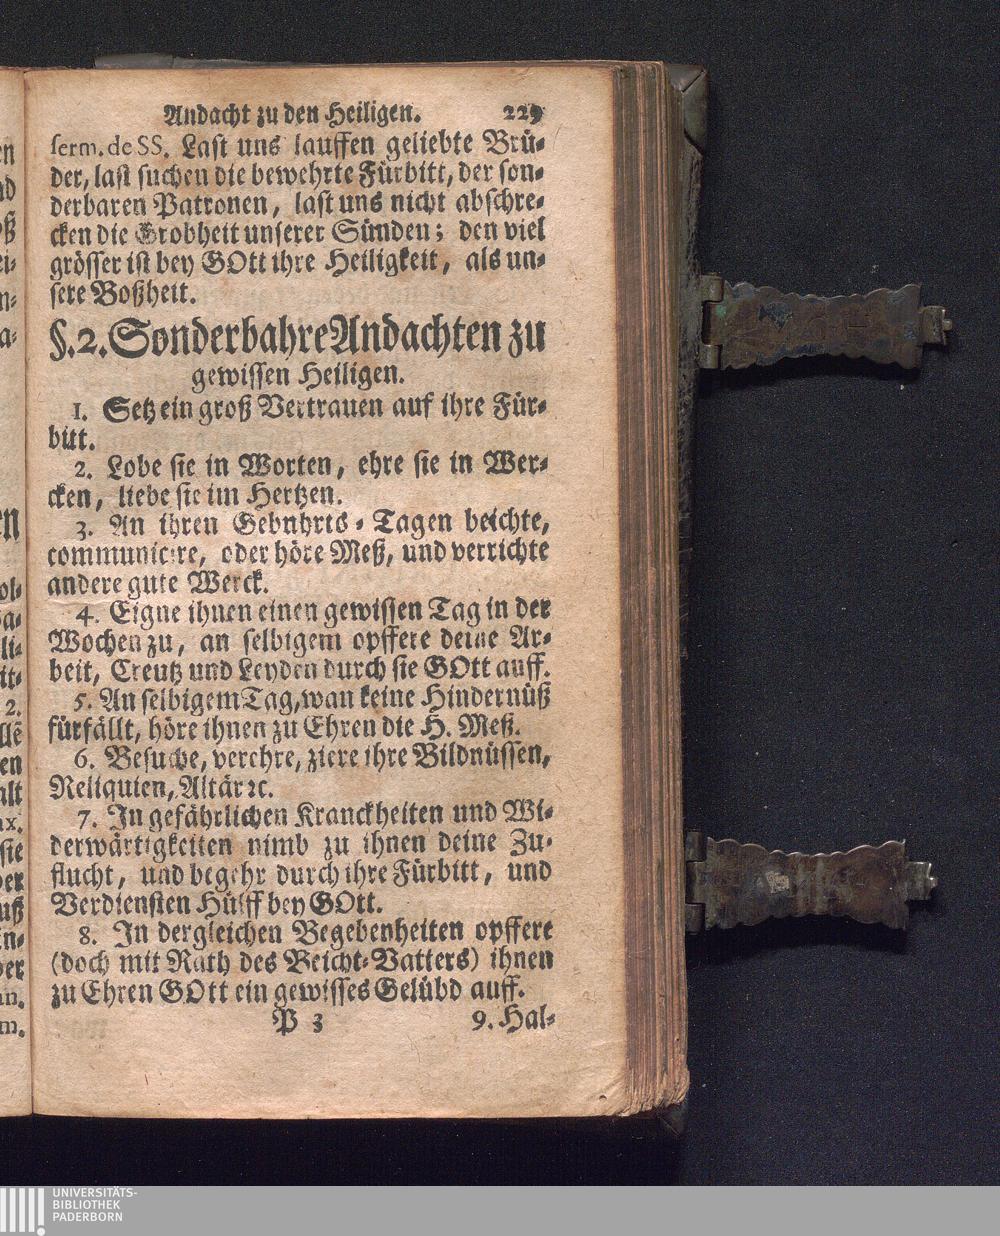 Andacht zu den Heiligen. 229
serm. de SS. Last uns lauffen geliebte Brü-
der, last suchen die bewehrte Fürbitt, der son-
derbaren Patronen, last uns nicht abschre-
cken die Grobheit unserer Sünden; den viel
grösser ist bey GOtt ihre Heiligkeit, als un-
sere Boßheit.
§. 2. Sonderbahre Andachten zu
gewissen Heiligen.
1. Setz ein groß Vertrauen auf ihre Für-
bitt.
2. Lobe sie in Worten, ehre sie in Wer-
cken, liebe sie im Hertzen.
3. An ihren Gebuhrts-Tagen beichte,
communicire, oder höre Meß, und verrichte
andere gute Werck.
4. Eigne ihnen einen gewissen Tag in der
Wochen zu, an selbigem opffere deine Ar-
beit, Creutz und Leyden durch sie GOtt auff.
5. An selbigem Tag, wan keine Hindernüß
fürfällt, höre ihnen zu Ehren die H. Meß.
6. Besuche, verehre, ziere ihre Bildnüssen,
Reliquien, Altär ꝛc.
7. In gefährlichen Kranckheiten und Wi-
derwärtigkeiten nimb zu ihnen deine Zu-
flucht, und begehr durch ihre Fürbitt, und
Verdiensten Hülff bey GOtt.
8. In dergleichen Begebenheiten opffere
(doch mit Rath des Beicht-Vatters) ihnen
zu Ehren GOtt ein gewisses Gelübd auff.
P 3 9. Hal-
UNIVERSITÄTS-
BIBLIOTHEK
PADERBORN